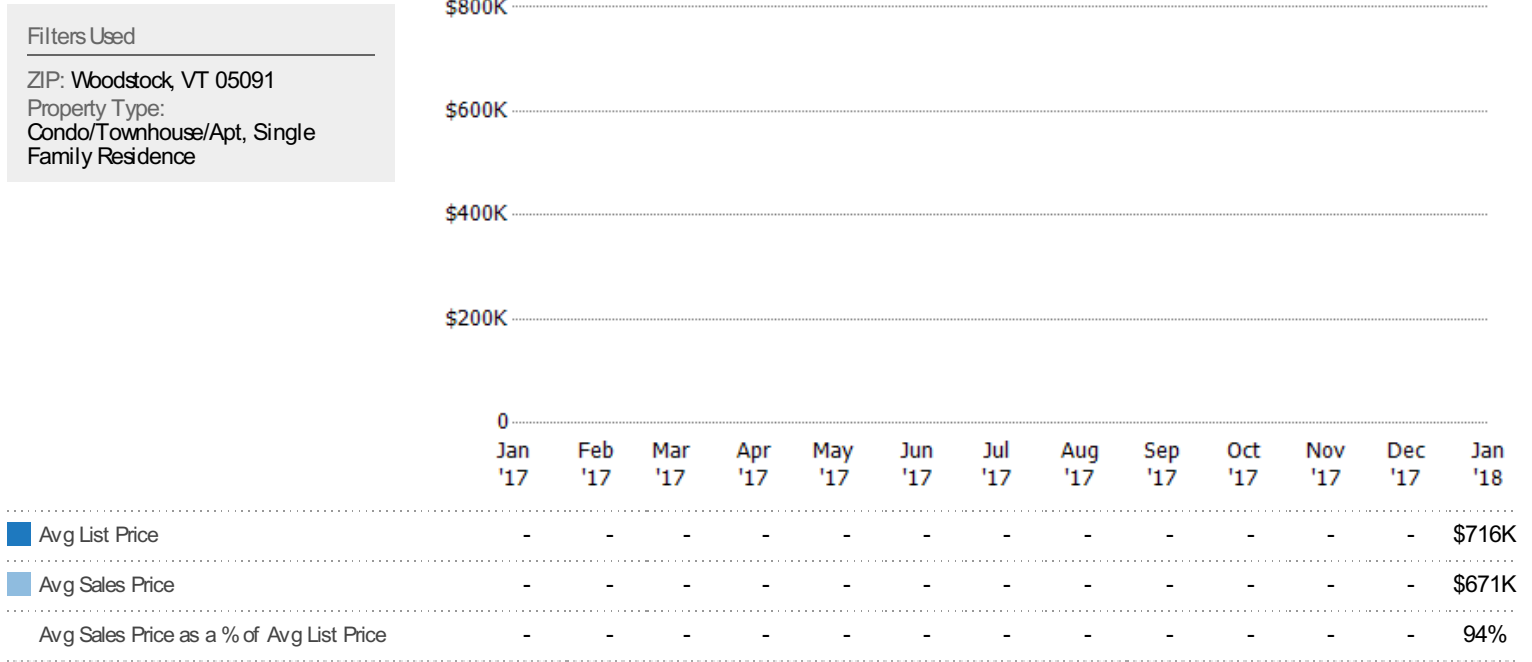 Filters Used
ZIP: Woodstock, VT 05091
Property Type:
Condo/Townhouse/Apt, Single
Family Residence
$800K
$600K
$400K
$200K
0
Jan Feb Mar Apr May Jun Jul Aug Sep Oct Nov Dec Jan
'17 '17 '17 '17 '17 '17 '17 '17 '17 '17 '17 '17 '18
Avg List Price - - - - - - - - - - - - $716K
Avg Sales Price - - - - - - - - - - - - $671K
Avg Sales Price as a % of Avg List Price - - - - - - - - - - - - 94%